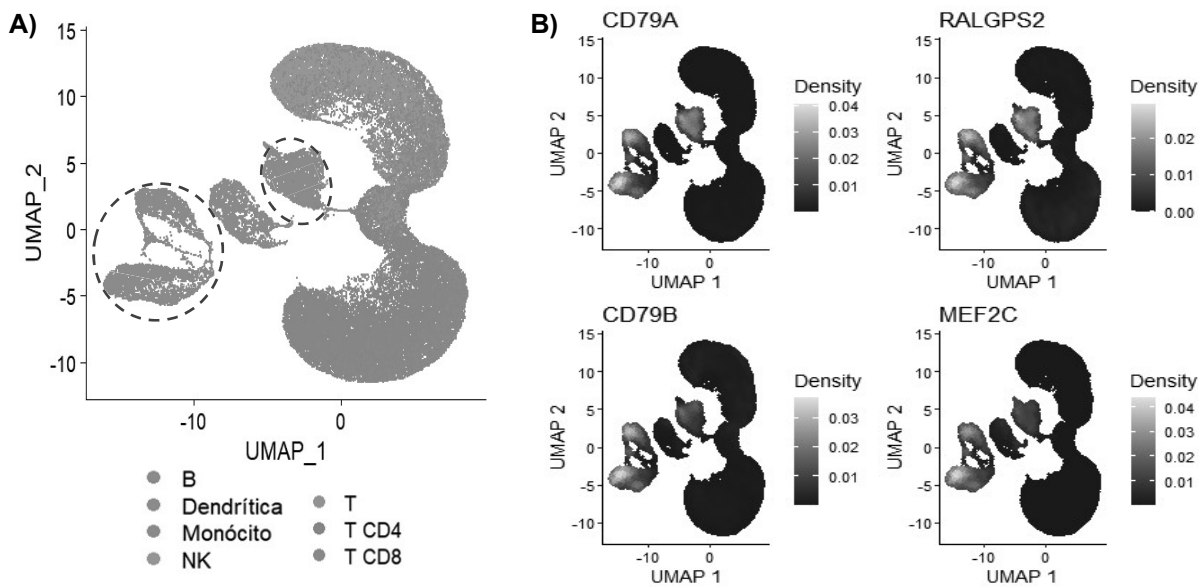 A)
15
10
5
0
-5
-10
-10
0
UMAP_2
UMAP_1
B
Dendrítica
Monócito
NK
T
T CD4
T CD8
B)
CD79A
15
10
5
0
-5
-10
-10
0
UMAP 2
UMAP 1
Density
0.04
0.03
0.02
0.01
RALGPS2
15
10
5
0
-5
-10
-10
0
UMAP 2
UMAP 1
Density
0.02
0.01
0.00
CD79B
15
10
5
0
-5
-10
-10
0
UMAP 2
UMAP 1
Density
0.03
0.02
0.01
MEF2C
15
10
5
0
-5
-10
-10
0
UMAP 2
UMAP 1
Density
0.04
0.03
0.02
0.01